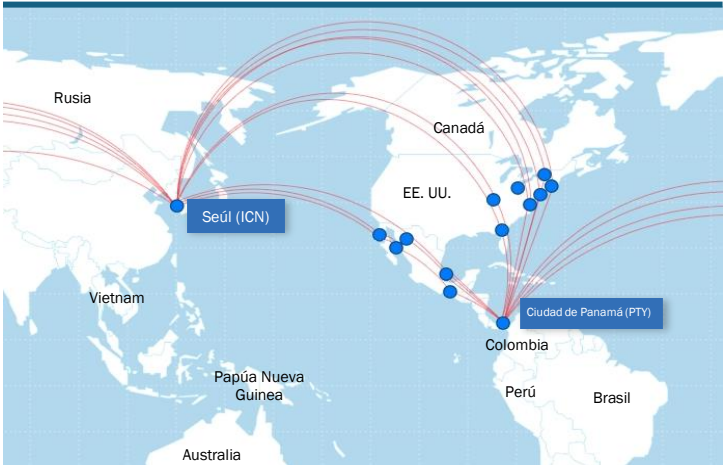 Rusia
Canadá
EE. UU.
Seúl (ICN)
Vietnam
Ciudad de Panamá (PTY)
Colombia
Papúa Nueva
Guinea
Perú
Brasil
Australia